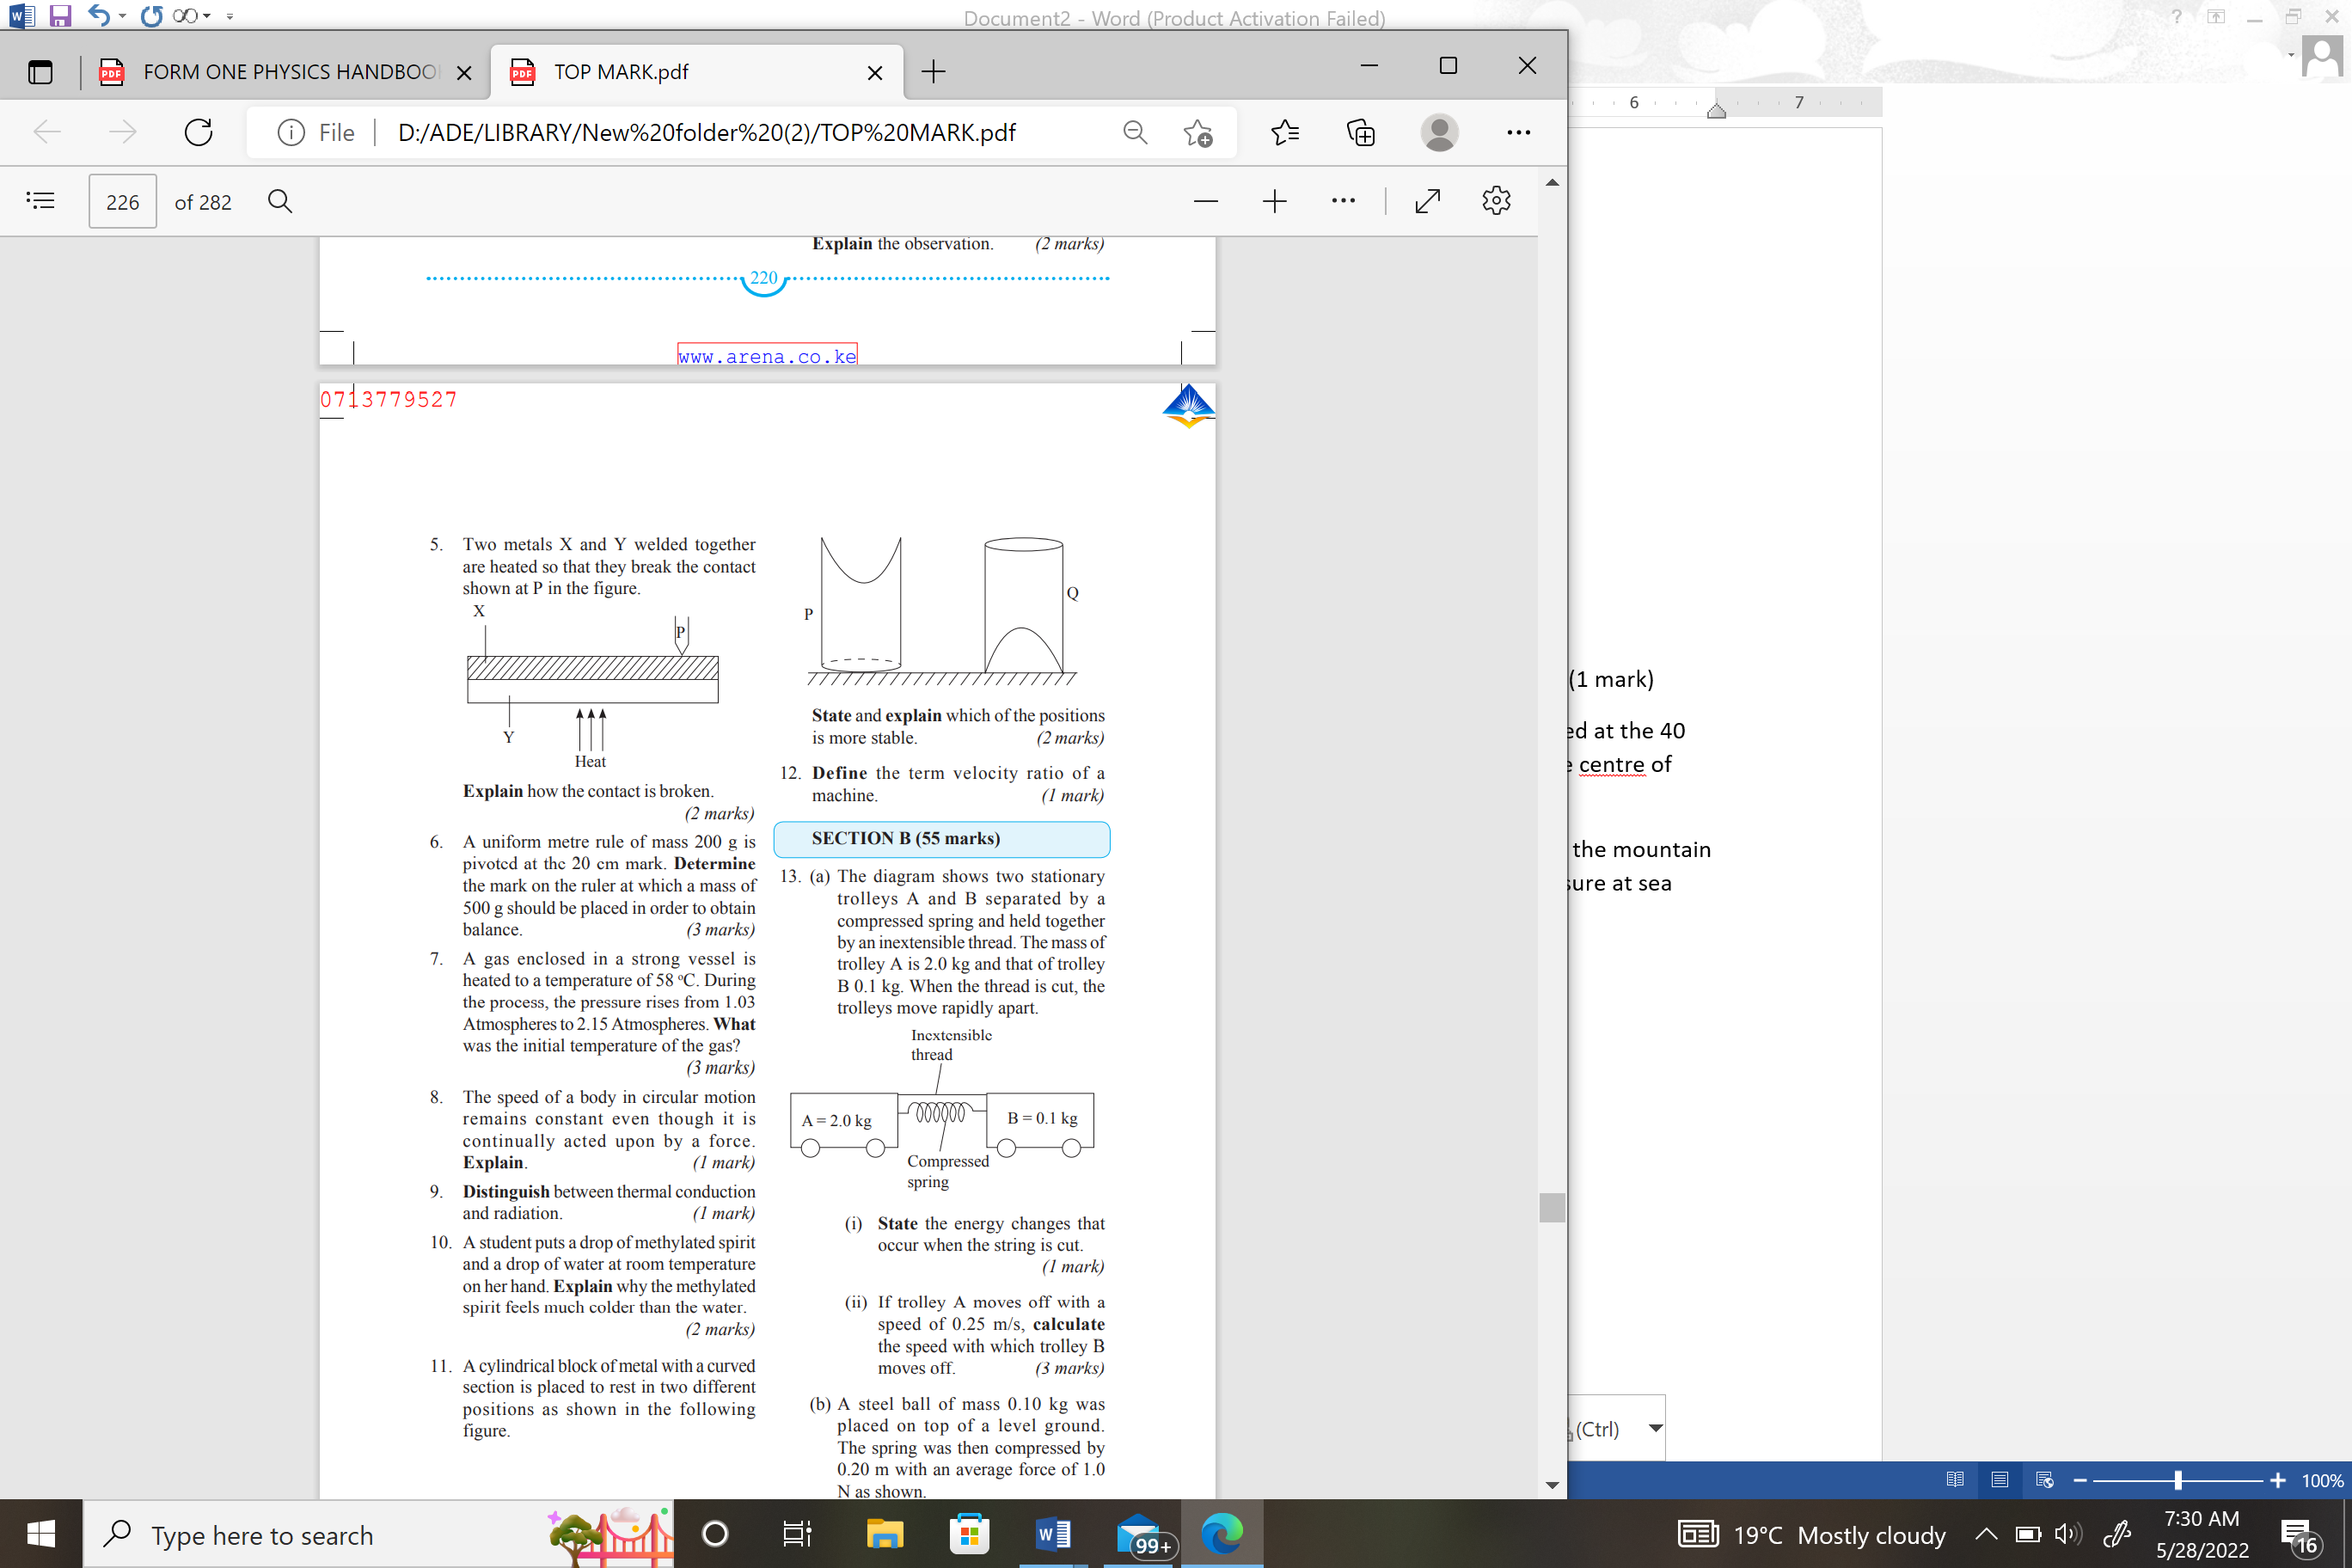 Document2 - Word (Product Activation Failed)
FORM ONE PHYSICS HANDBOO
TOP MARK.pdf
File
D:/ADE/LIBRARY/New%20folder%20(2)/TOP%20MARK.pdf
226
of 282
Explain the observation. (2 marks)
220
www.arena.co.ke
0713779527
5. Two metals X and Y welded together
are heated so that they break the contact
shown at P in the figure.
X
P
Y
Heat
Explain how the contact is broken.
(2 marks)
6. A uniform metre rule of mass 200 g is
pivoted at the 20 cm mark. Determine
the mark on the ruler at which a mass of
500 g should be placed in order to obtain
balance. (3 marks)
7. A gas enclosed in a strong vessel is
heated to a temperature of 58 °C. During
the process, the pressure rises from 1.03
Atmospheres to 2.15 Atmospheres. What
was the initial temperature of the gas?
(3 marks)
8. The speed of a body in circular motion
remains constant even though it is
continually acted upon by a force.
Explain. (1 mark)
9. Distinguish between thermal conduction
and radiation. (1 mark)
10. A student puts a drop of methylated spirit
and a drop of water at room temperature
on her hand. Explain why the methylated
spirit feels much colder than the water.
(2 marks)
11. A cylindrical block of metal with a curved
section is placed to rest in two different
positions as shown in the following
figure.
P
Q
State and explain which of the positions
is more stable. (2 marks)
12. Define the term velocity ratio of a
machine. (1 mark)
SECTION B (55 marks)
13. (a) The diagram shows two stationary
trolleys A and B separated by a
compressed spring and held together
by an inextensible thread. The mass of
trolley A is 2.0 kg and that of trolley
B 0.1 kg. When the thread is cut, the
trolleys move rapidly apart.
Inextensible
thread
A = 2.0 kg
B = 0.1 kg
Compressed
spring
(i) State the energy changes that
occur when the string is cut.
(1 mark)
(ii) If trolley A moves off with a
speed of 0.25 m/s, calculate
the speed with which trolley B
moves off. (3 marks)
(b) A steel ball of mass 0.10 kg was
placed on top of a level ground.
The spring was then compressed by
0.20 m with an average force of 1.0
N as shown.
6 7
(1 mark)
ed at the 40
e centre of
the mountain
sure at sea
(Ctrl)
100%
Type here to search
99+
19°C Mostly cloudy
7:30 AM
5/28/2022
16